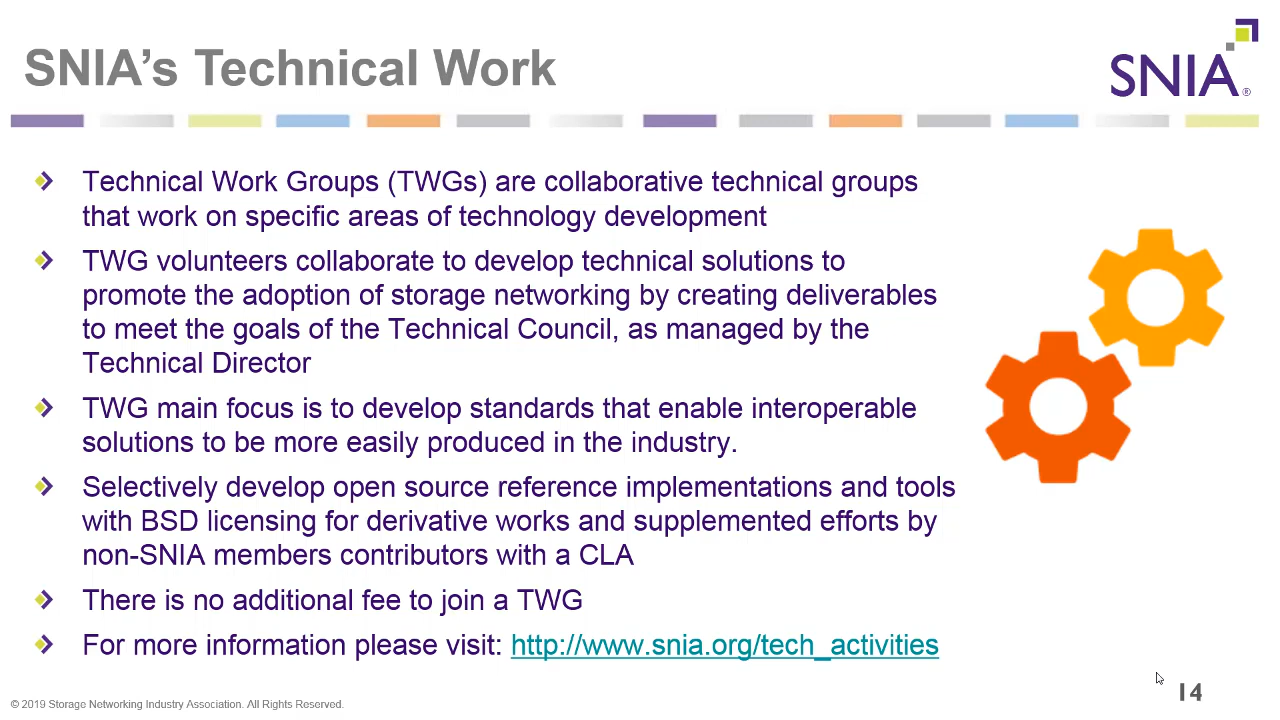 SNIA's Technical Work
SNIA®
Technical Work Groups (TWGs) are collaborative technical groups
that work on specific areas of technology development
TWG volunteers collaborate to develop technical solutions to
promote the adoption of storage networking by creating deliverables
to meet the goals of the Technical Council, as managed by the
Technical Director
TWG main focus is to develop standards that enable interoperable
solutions to be more easily produced in the industry.
Selectively develop open source reference implementations and tools
with BSD licensing for derivative works and supplemented efforts by
non-SNIA members contributors with a CLA
There is no additional fee to join a TWG
For more information please visit: http://www.snia.org/tech_activities
© 2019 Storage Networking Industry Association. All Rights Reserved.
14